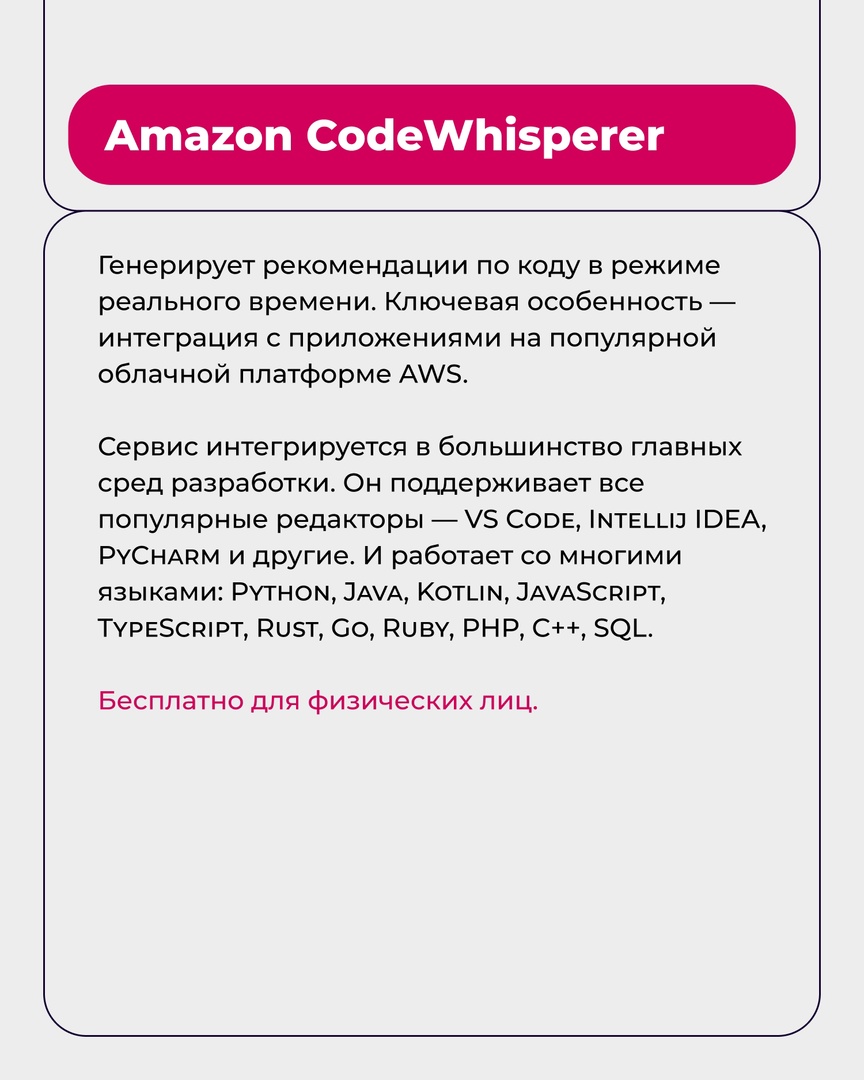 Amazon CodeWhisperer
Генерирует рекомендации по коду в режиме
реального времени. Ключевая особенность —
интеграция с приложениями на популярной
облачной платформе AWS.
Сервис интегрируется в большинство главных
сред разработки. Он поддерживает все
популярные редакторы — VS Code, Intellij IDEA,
PyCharm и другие. И работает со многими
языками: Python, Java, Kotlin, JavaScript,
TypeScript, Rust, Go, Ruby, PHP, C++, SQL.
Бесплатно для физических лиц.